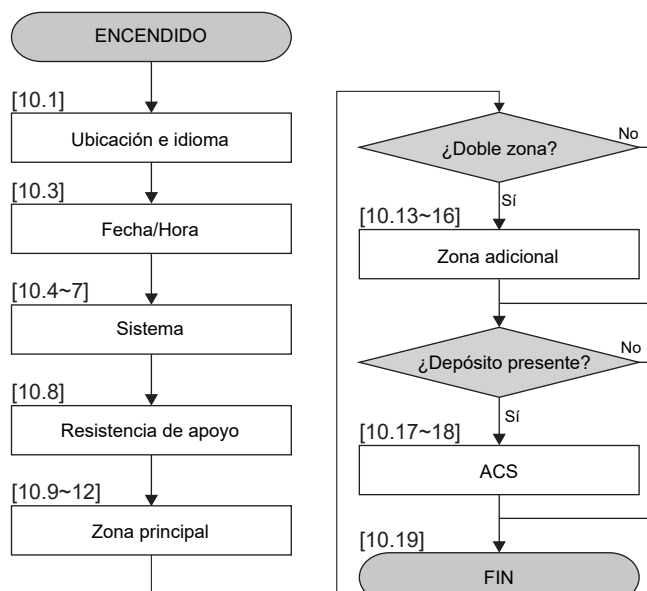 ENCENDIDO
[10.1]
Ubicación e idioma
[10.3]
Fecha/Hora
[10.4~7]
Sistema
[10.8]
Resistencia de apoyo
[10.9~12]
Zona principal
¿Doble zona?
No
Sí
[10.13~16]
Zona adicional
¿Depósito presente?
No
Sí
[10.17~18]
ACS
[10.19]
FIN